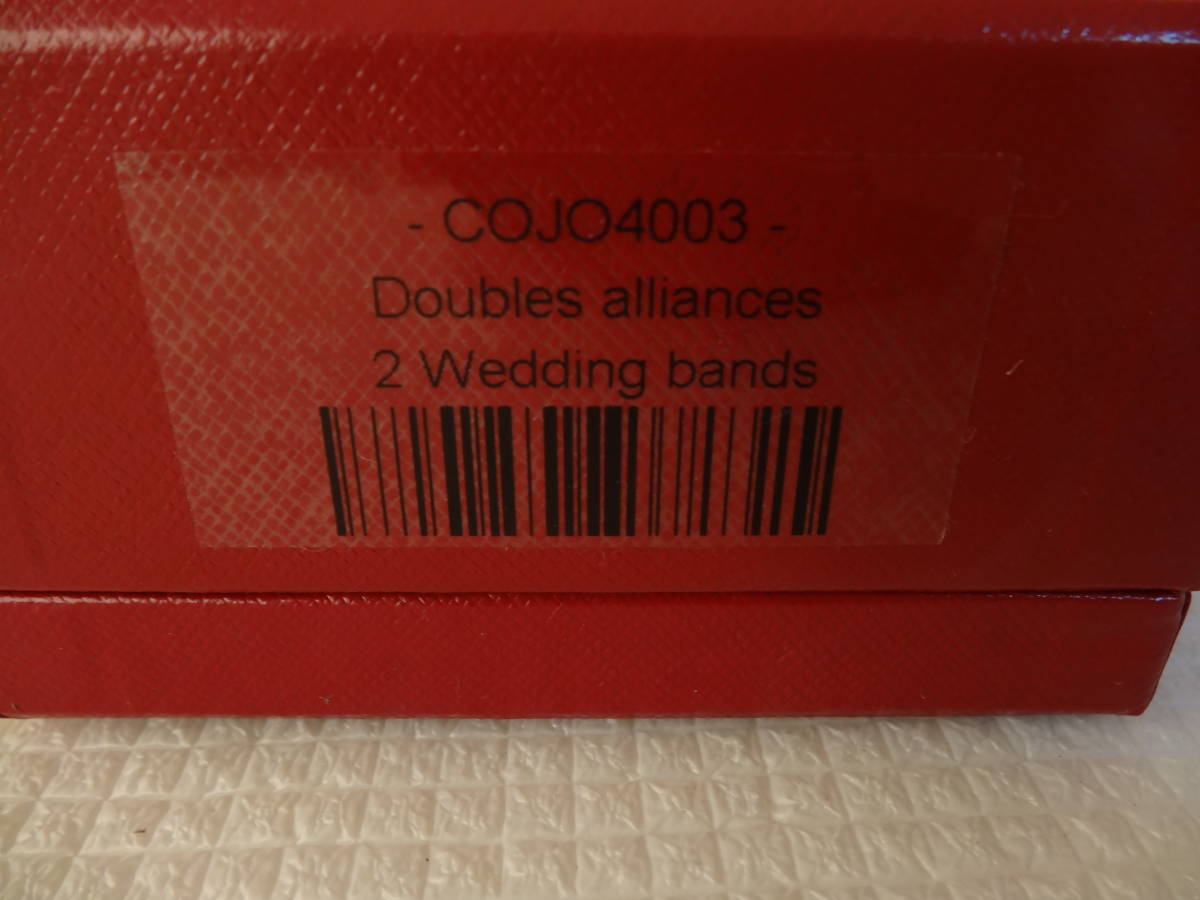 - COJO4003 -
Doubles alliances
2 Wedding bands